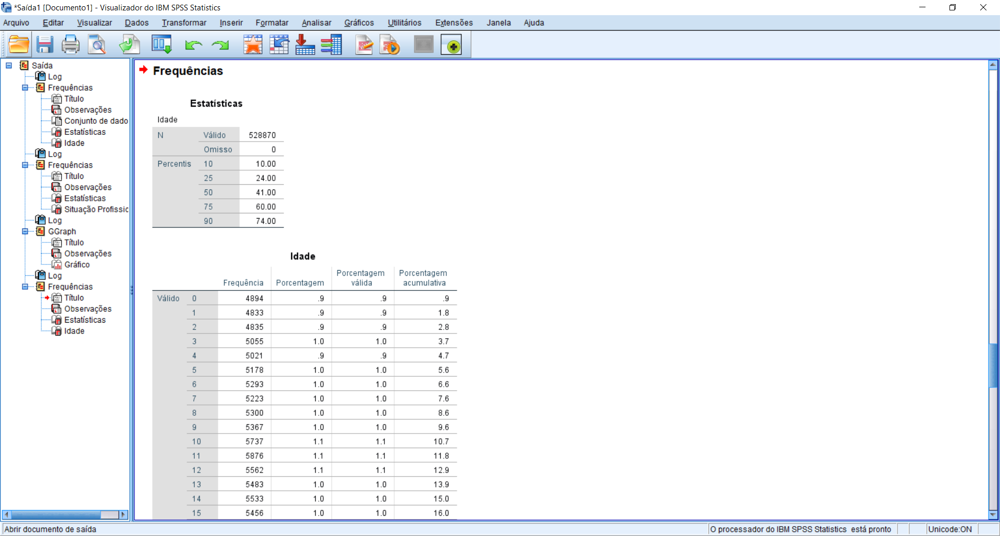 *Saída1 [Documento1] - Visualizador do IBM SPSS Statistics
Arquivo Editar Visualizar Dados Transformar Inserir Formatar Analisar Gráficos Utilitários Extensões Janela Ajuda
Saída
Log
Frequências
Título
Observações
Conjunto de dado
Estatísticas
Idade
Log
Frequências
Título
Observações
Estatísticas
Situação Profissic
Log
GGraph
Título
Observações
Gráfico
Log
Frequências
Título
Observações
Estatísticas
Idade
Frequências
Estatísticas
Idade
N Válido 528870
Omisso 0
Percentis 10 10.00
25 24.00
50 41.00
75 60.00
90 74.00
Idade
Frequência Porcentagem Porcentagem válida Porcentagem acumulativa
Válido 0 4894 .9 .9 .9
1 4833 .9 .9 1.8
2 4835 .9 .9 2.8
3 5055 1.0 1.0 3.7
4 5021 .9 .9 4.7
5 5178 1.0 1.0 5.6
6 5293 1.0 1.0 6.6
7 5223 1.0 1.0 7.6
8 5300 1.0 1.0 8.6
9 5367 1.0 1.0 9.6
10 5737 1.1 1.1 10.7
11 5876 1.1 1.1 11.8
12 5562 1.1 1.1 12.9
13 5483 1.0 1.0 13.9
14 5533 1.0 1.0 15.0
15 5456 1.0 1.0 16.0
Abrir documento de saída
O processador do IBM SPSS Statistics está pronto
Unicode:ON